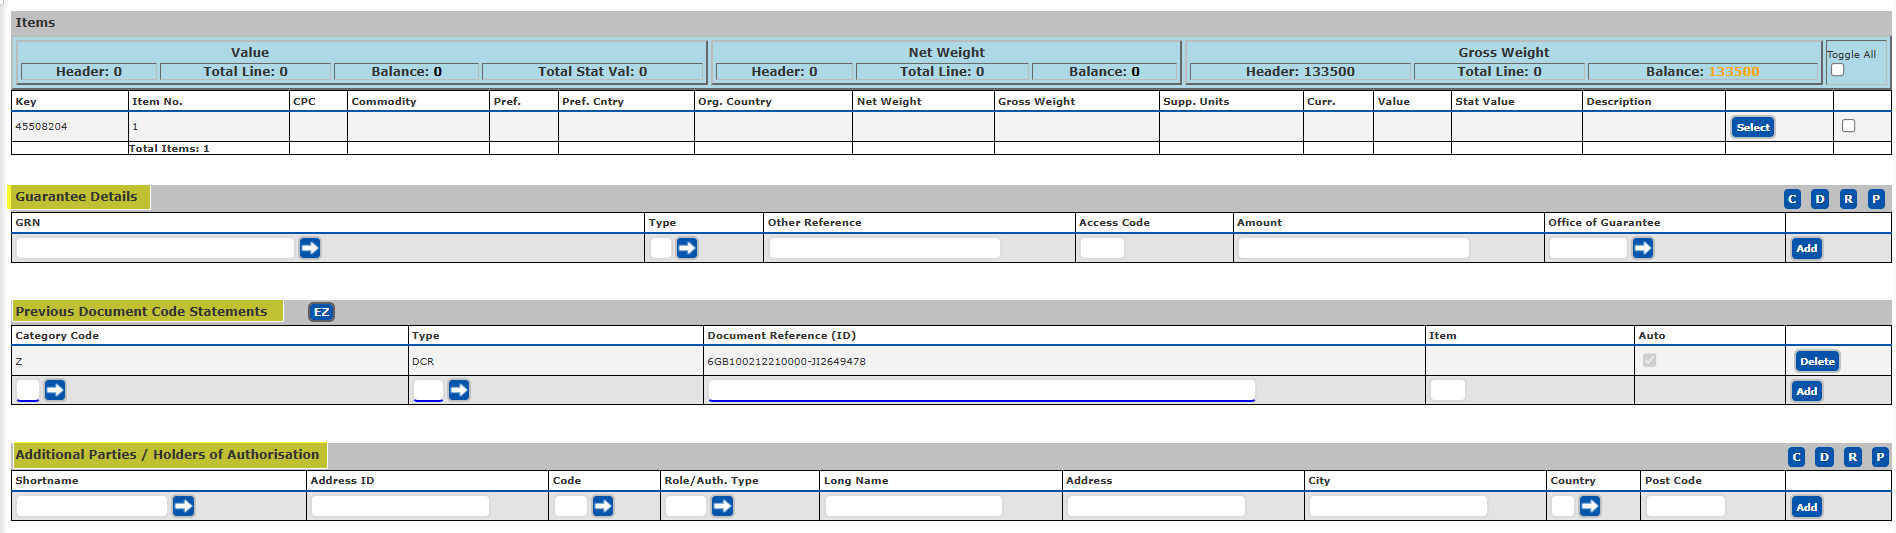 Items
Value Net Weight Gross Weight Toggle All
Header: 0 Total Line: 0 Balance: 0 Total Stat Val: 0 Header: 0 Total Line: 0 Balance: 0 Header: 133500 Total Line: 0 Balance: 133500
Key Item No. CPC Commodity Pref. Pref. Cntry Org. Country Net Weight Gross Weight Supp. Units Curr. Value Stat Value Description
45508204 1 Select
Total Items: 1
Guarantee Details C D R P
GRN Type Other Reference Access Code Amount Office of Guarantee
Add
Previous Document Code Statements EZ
Category Code Type Document Reference (ID) Item Auto
Z DCR 6GB100212210000-JI2649478 Delete
Add
Additional Parties / Holders of Authorisation C D R P
Shortname Address ID Code Role/Auth. Type Long Name Address City Country Post Code
Add